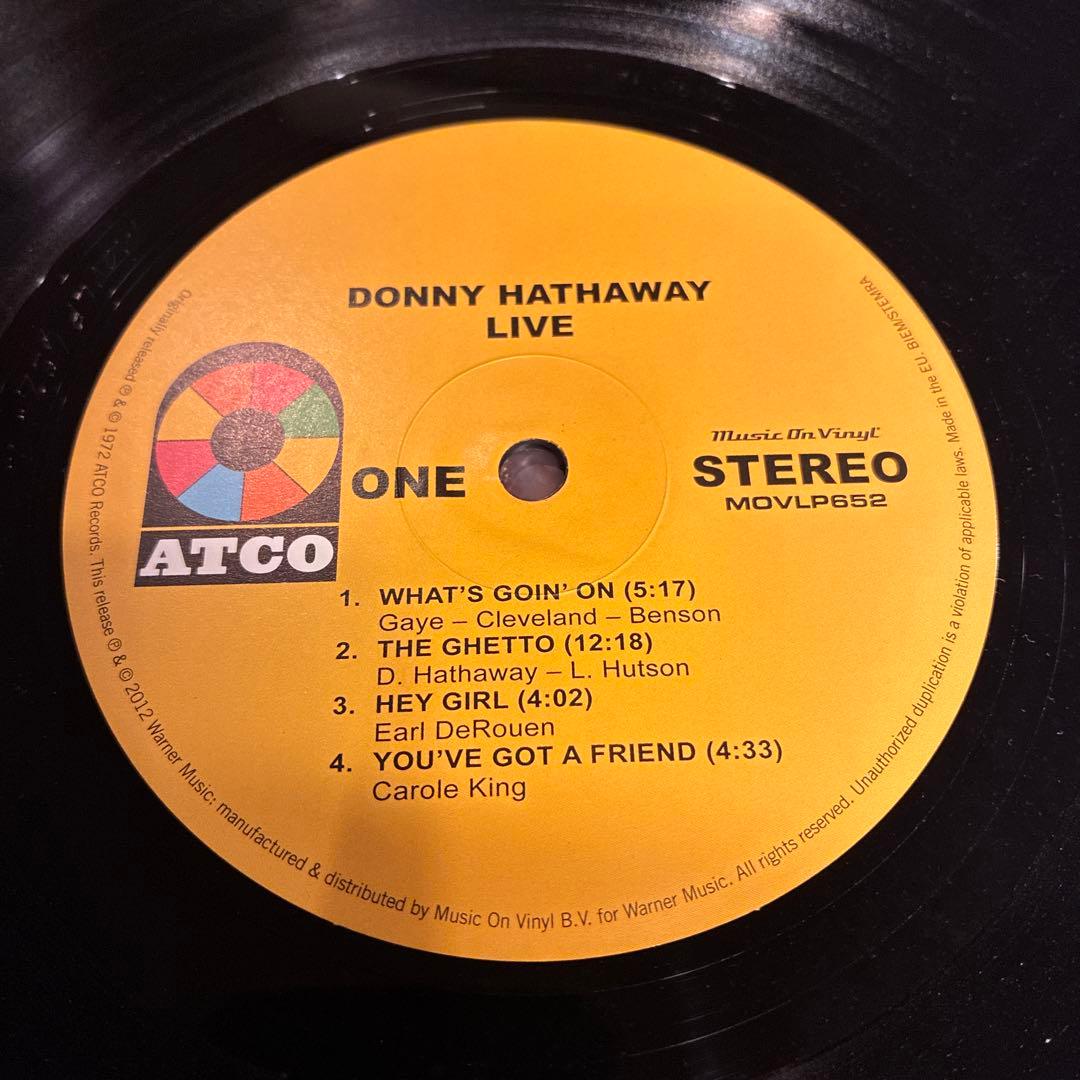 DONNY HATHAWAY
LIVE
ATCO
ONE
Music On Vinyl
STEREO
MOVLP652
1. WHAT'S GOIN' ON (5:17)
Gaye – Cleveland – Benson
2. THE GHETTO (12:18)
D. Hathaway – L. Hutson
3. HEY GIRL (4:02)
Earl DeRouen
4. YOU'VE GOT A FRIEND (4:33)
Carole King
Originally released ℗ & © 1972 ATCO Records. This release ℗ & © 2012 Warner Music; manufactured & distributed by Music On Vinyl B.V. for Warner Music. All rights reserved. Unauthorized duplication is a violation of applicable laws. Made in the EU. BIEM/STEMRA